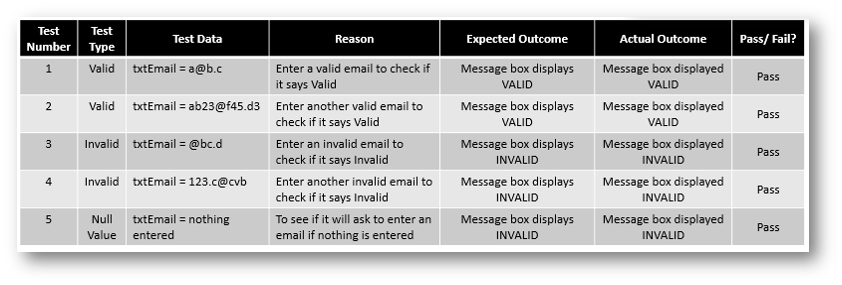 Test Number | Test Type | Test Data | Reason | Expected Outcome | Actual Outcome | Pass/ Fail?
1 | Valid | txtEmail = a@b.c | Enter a valid email to check if it says Valid | Message box displays VALID | Message box displayed VALID | Pass
2 | Valid | txtEmail = ab23@f45.d3 | Enter another valid email to check if it says Valid | Message box displays VALID | Message box displayed VALID | Pass
3 | Invalid | txtEmail = @bc.d | Enter an invalid email to check if it says Invalid | Message box displays INVALID | Message box displayed INVALID | Pass
4 | Invalid | txtEmail = 123.c@cvb | Enter another invalid email to check if it says Invalid | Message box displays INVALID | Message box displayed INVALID | Pass
5 | Null Value | txtEmail = nothing entered | To see if it will ask to enter an email if nothing is entered | Message box displays INVALID | Message box displayed INVALID | Pass